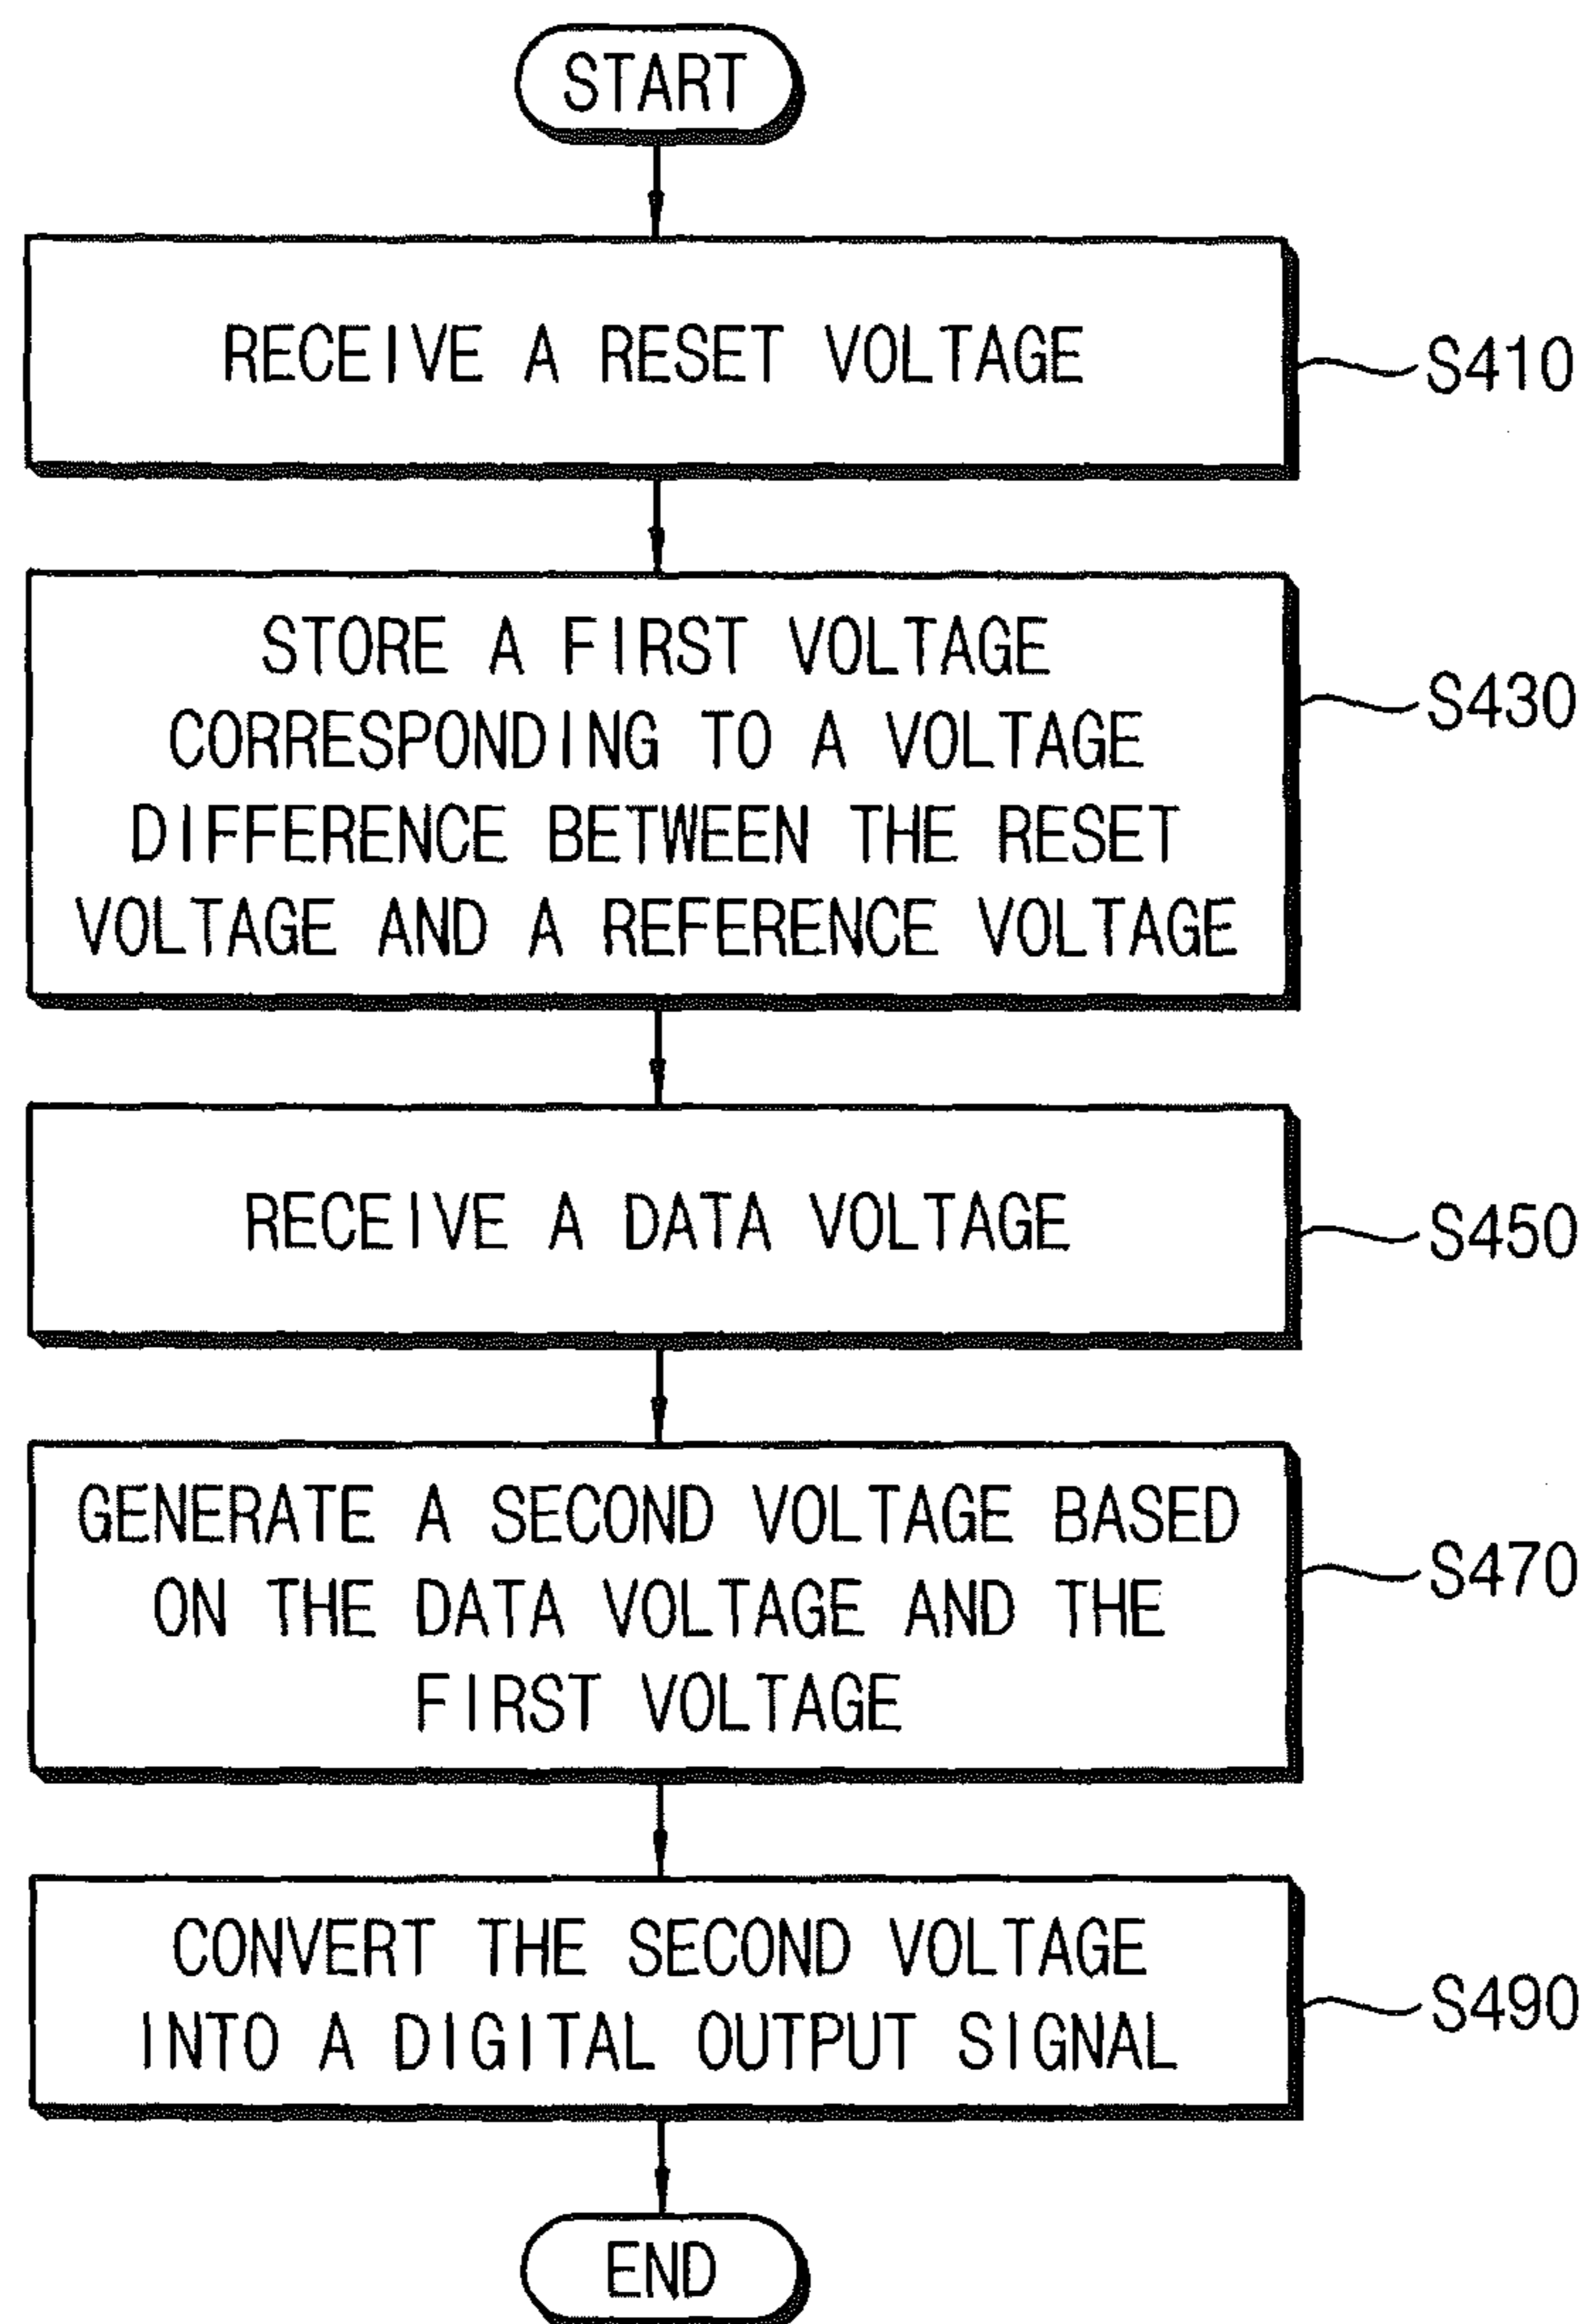 START
RECEIVE A RESET VOLTAGE
S410
STORE A FIRST VOLTAGE
CORRESPONDING TO A VOLTAGE
DIFFERENCE BETWEEN THE RESET
VOLTAGE AND A REFERENCE VOLTAGE
S430
RECEIVE A DATA VOLTAGE
S450
GENERATE A SECOND VOLTAGE BASED
ON THE DATA VOLTAGE AND THE
FIRST VOLTAGE
S470
CONVERT THE SECOND VOLTAGE
INTO A DIGITAL OUTPUT SIGNAL
S490
END